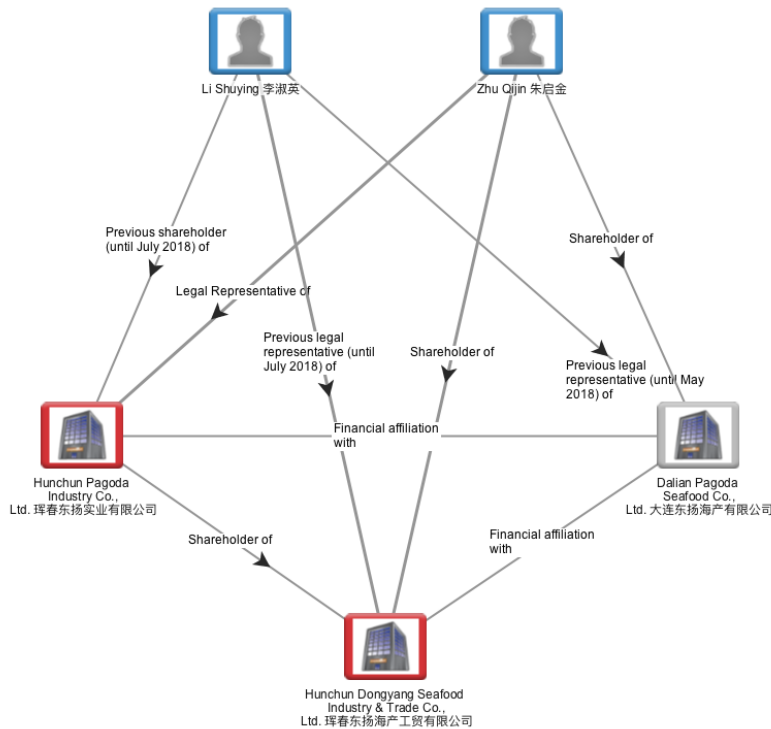 Li Shuying 李淑英
Zhu Qijin 朱启金
Previous shareholder
(until July 2018) of
Shareholder of
Legal Representative of
Previous legal
representative (until
July 2018) of
Shareholder of
Previous legal
representative (until May
2018) of
Financial affiliation
with
Hunchun Pagoda
Industry Co.,
Ltd. 珲春东扬实业有限公司
Dalian Pagoda
Seafood Co.,
Ltd. 大连东扬海产有限公司
Shareholder of
Financial affiliation
with
Hunchun Dongyang Seafood
Industry & Trade Co.,
Ltd. 珲春东扬海产工贸有限公司